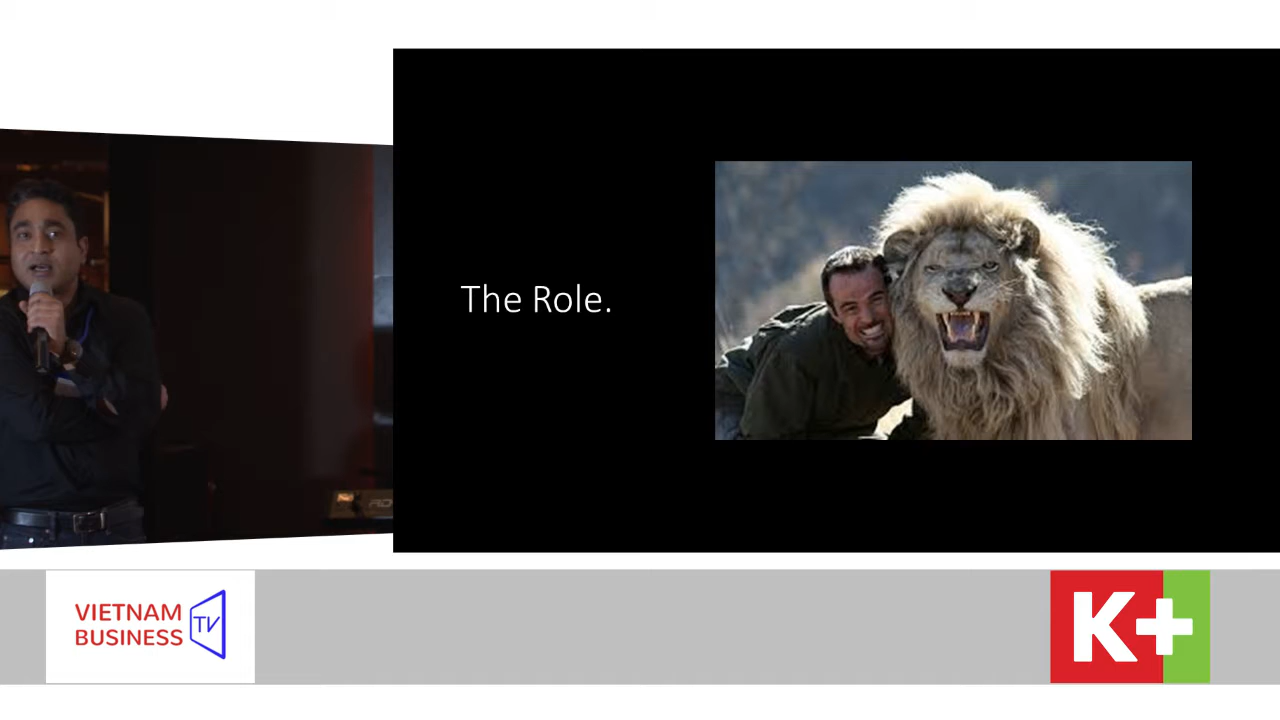 The Role.
VIETNAM
BUSINESS
TV
K+